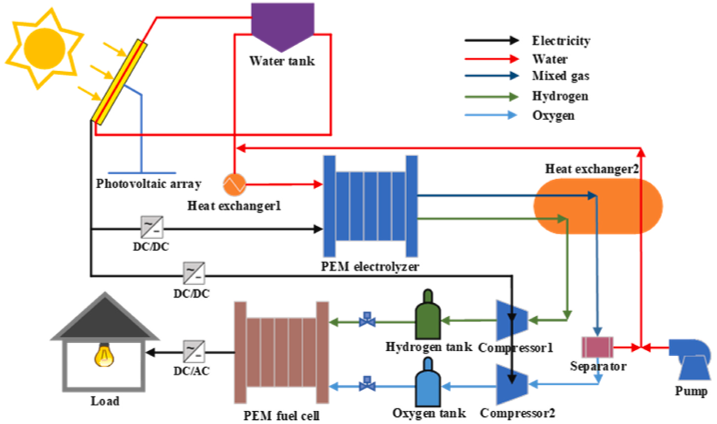 Electricity
Water
Mixed gas
Hydrogen
Oxygen
Water tank
Photovoltaic array
Heat exchanger1
Heat exchanger2
DC/DC
PEM electrolyzer
DC/DC
Hydrogen tank
Compressor1
DC/AC
Separator
Load
PEM fuel cell
Oxygen tank
Compressor2
Pump